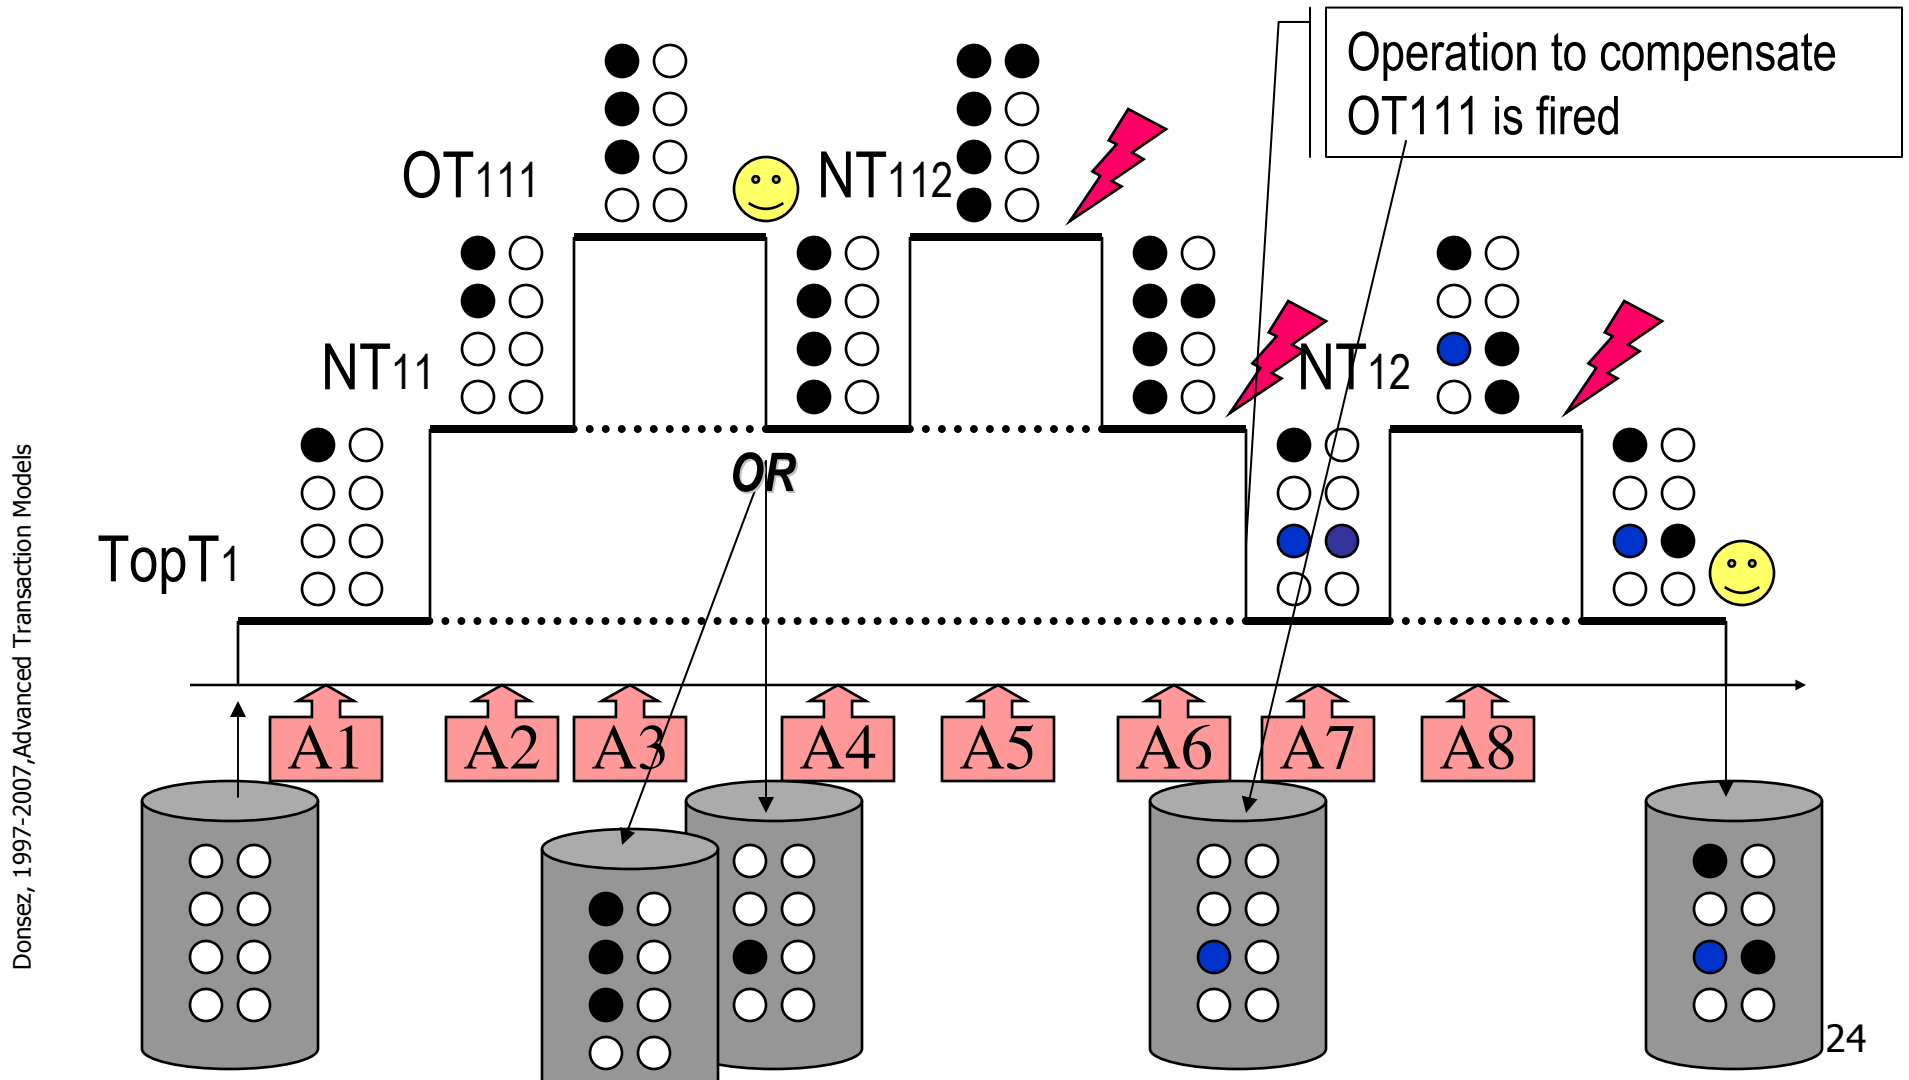 Operation to compensate
OT111 is fired
OT111
NT112
NT11
NT12
OR
TopT1
A1 A2 A3 A4 A5 A6 A7 A8
Donsez, 1997-2007,Advanced Transaction Models
24